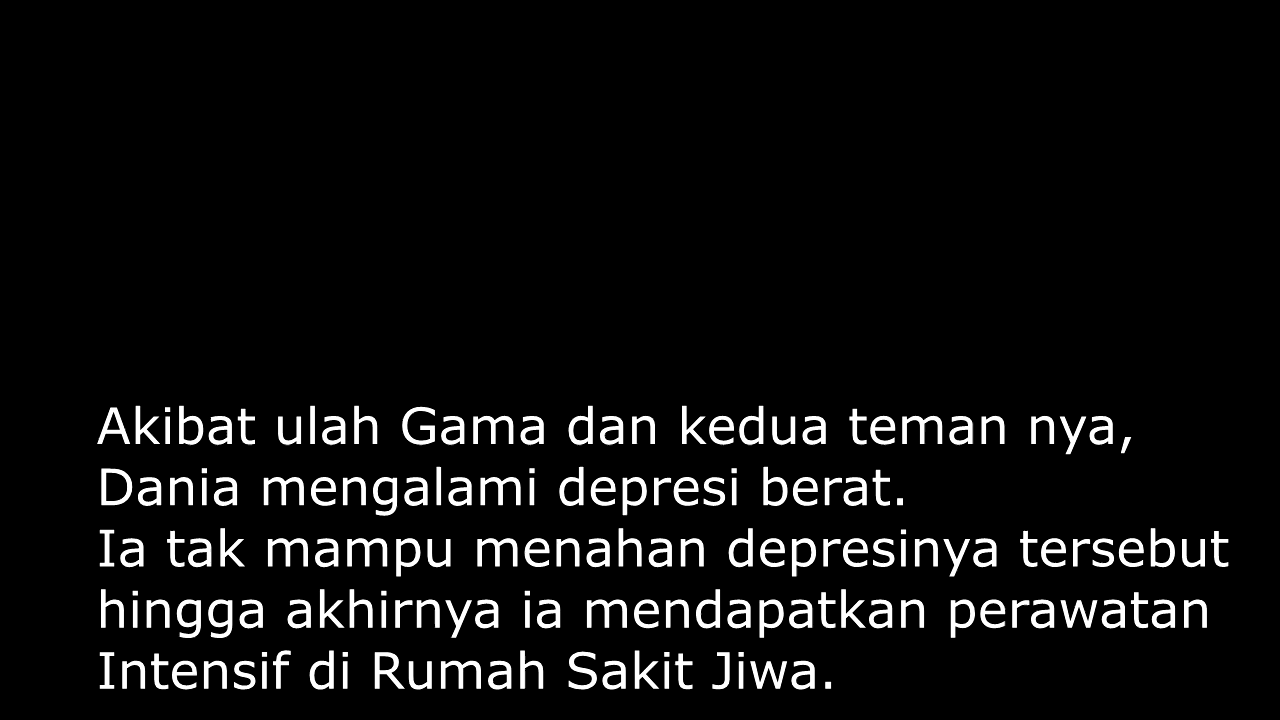 Akibat ulah Gama dan kedua teman nya,
Dania mengalami depresi berat.
Ia tak mampu menahan depresinya tersebut
hingga akhirnya ia mendapatkan perawatan
Intensif di Rumah Sakit Jiwa.